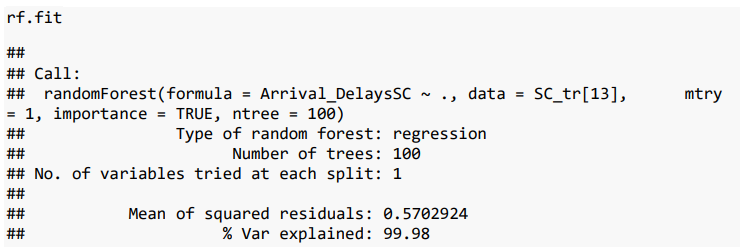 rf.fit
##
## Call:
##  randomForest(formula = Arrival_DelaysSC ~ ., data = SC_tr[13],      mtry
= 1, importance = TRUE, ntree = 100)
##                Type of random forest: regression
##                      Number of trees: 100
## No. of variables tried at each split: 1
##
##           Mean of squared residuals: 0.5702924
##                     % Var explained: 99.98